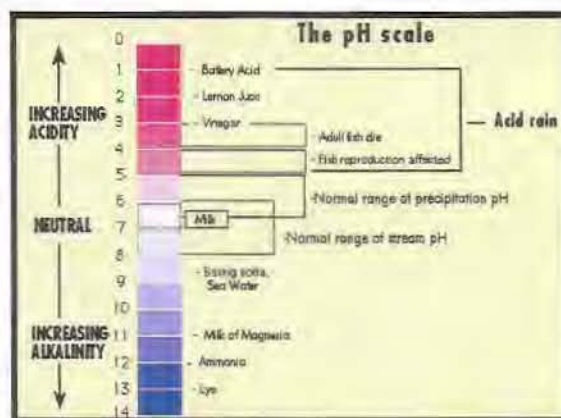 The pH scale
0
1
2
3
4
5
6
7
8
9
10
11
12
13
14
INCREASING
ACIDITY
NEUTRAL
INCREASING
ALKALINITY
- Battery Acid
- Lemon Juice
- Vinegar
- Adult fish die
- Fish reproduction affected
Acid rain
-Normal range of precipitation pH
Milk
-Normal range of stream pH
- Baking soda,
Sea Water
- Milk of Magnesia
- Ammonia
- Lye